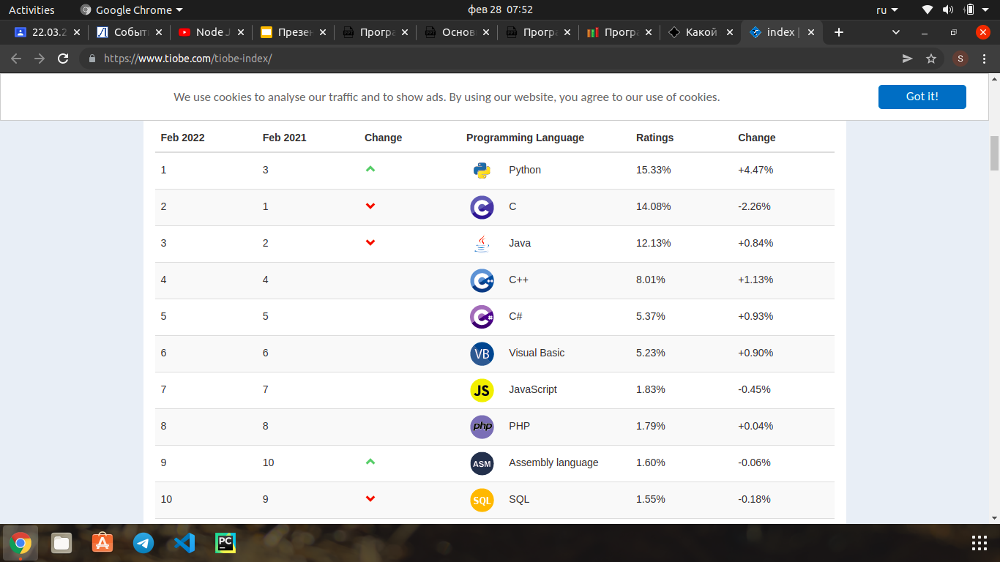 Activities Google Chrome фев 28 07:52 ru
22.03.2 Событ YouTube Node J Презен Програ Основ Програ Програ Какой index |
https://www.tiobe.com/tiobe-index/ S
We use cookies to analyse our traffic and to show ads. By using our website, you agree to our use of cookies. Got it!
Feb 2022 Feb 2021 Change Programming Language Ratings Change
1 3 Python 15.33% +4.47%
2 1 C 14.08% -2.26%
3 2 Java 12.13% +0.84%
4 4 C++ 8.01% +1.13%
5 5 C# 5.37% +0.93%
6 6 VB Visual Basic 5.23% +0.90%
7 7 JS JavaScript 1.83% -0.45%
8 8 php PHP 1.79% +0.04%
9 10 ASM Assembly language 1.60% -0.06%
10 9 SQL SQL 1.55% -0.18%
PC